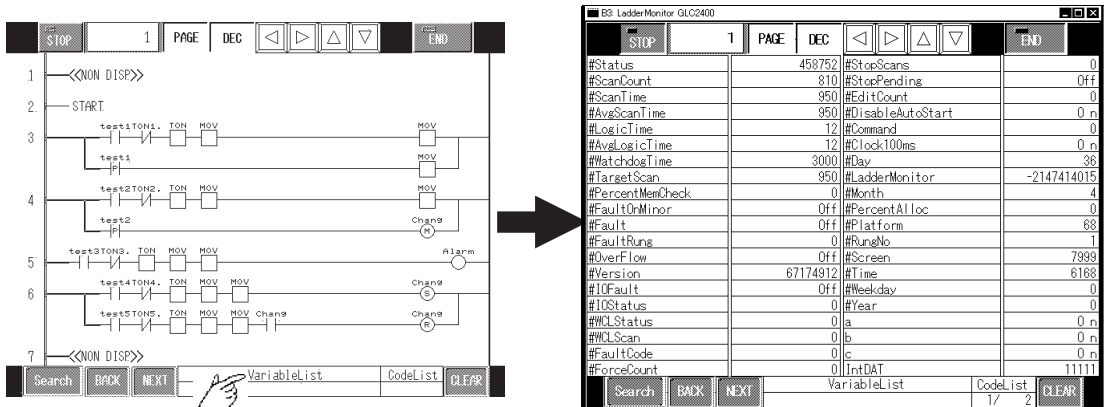 STOP 1 PAGE DEC END
1 <<NON DISP>>
2 START
3 test1TON1. TON MOV MOV
test1 MOV
P
4 test2TON2. TON MOV MOV
test2 Chang
P M
5 test3TON3. TON MOV MOV Alarm
6 test4TON4. TON MOV MOV Chang
S
test5TON5. TON MOV MOV Chang Chang
R
7 <<NON DISP>>
Search BACK NEXT VariableList CodeList CLEAR
B3: LadderMonitor GLC2400
STOP 1 PAGE DEC END
#Status 458752 #StopScans 0
#ScanCount 810 #StopPending Off
#ScanTime 950 #EditCount 0
#AvgScanTime 950 #DisableAutoStart On
#LogicTime 12 #Command 0
#AvgLogicTime 12 #Clock100ms On
#WatchdogTime 3000 #Day 36
#TargetScan 950 #LadderMonitor -2147414015
#PercentMemCheck 0 #Month 4
#FaultOnMinor Off #PercentAlloc 0
#Fault Off #Platform 68
#FaultRung 0 #RungNo 1
#OverFlow Off #Screen 7999
#Version 67174912 #Time 6168
#IOFault Off #Weekday 0
#IOStatus 0 #Year 0
#WCLStatus 0 a On
#WCLScan 0 b On
#FaultCode 0 c On
#ForceCount 0 IntDAT 11111
Search BACK NEXT VariableList CodeList CLEAR
1/ 2